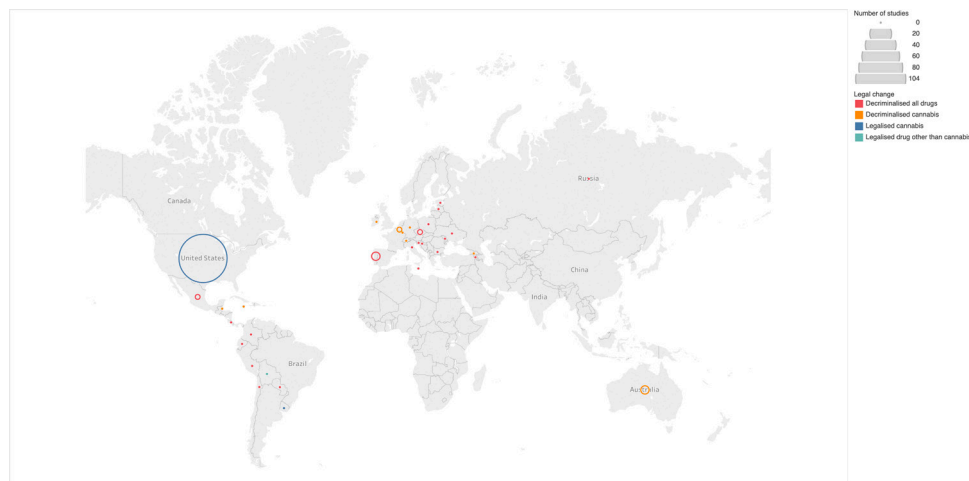 Number of studies
0
20
40
60
80
104
Legal change
Decriminalised all drugs
Decriminalised cannabis
Legalised cannabis
Legalised drug other than cannabis
Russia
Canada
United States
China
India
Brazil
Australia